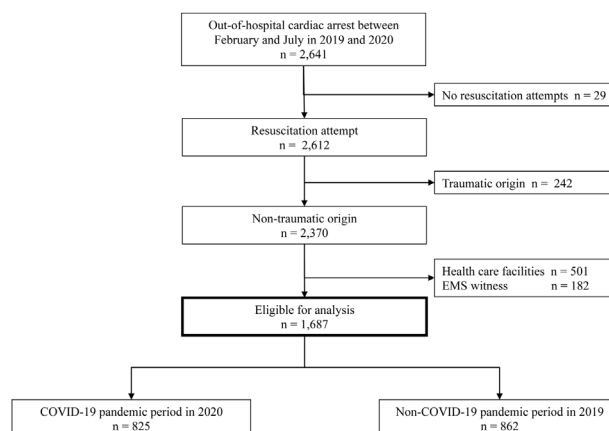 Out-of-hospital cardiac arrest between
February and July in 2019 and 2020
n = 2,641
No resuscitation attempts n = 29
Resuscitation attempt
n = 2,612
Traumatic origin n = 242
Non-traumatic origin
n = 2,370
Health care facilities n = 501
EMS witness n = 182
Eligible for analysis
n = 1,687
COVID-19 pandemic period in 2020
n = 825
Non-COVID-19 pandemic period in 2019
n = 862